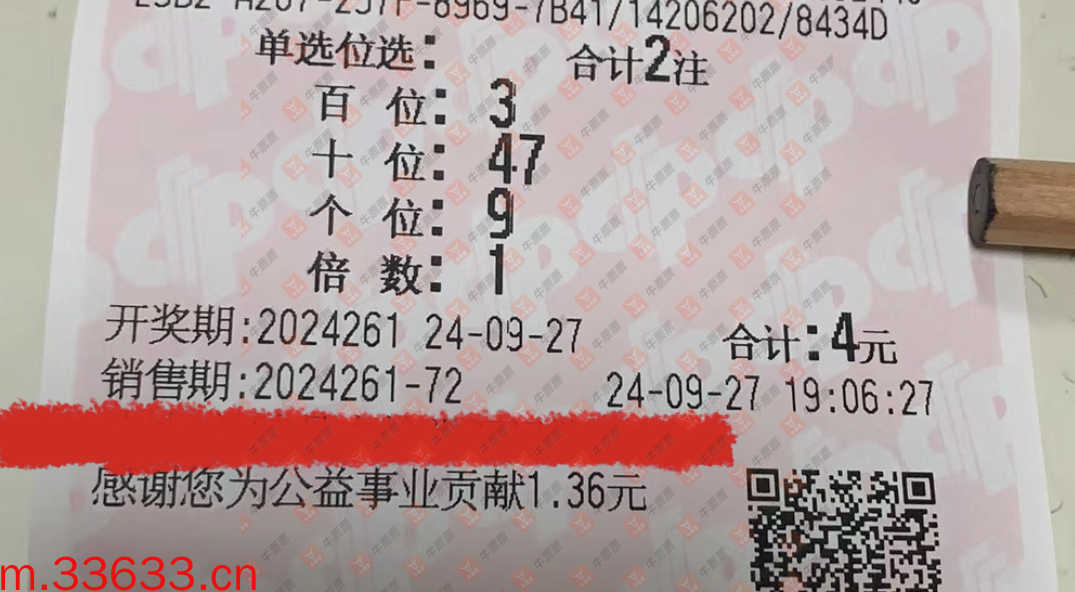 /14206202/8434D
单选位选: 合计2注
百 位: 3
十 位: 47
个 位: 9
倍 数: 1
开奖期:2024261 24-09-27 合计:4元
销售期:2024261-72 24-09-27 19:06:27
感谢您为公益事业贡献1.36元
m.33633.cn